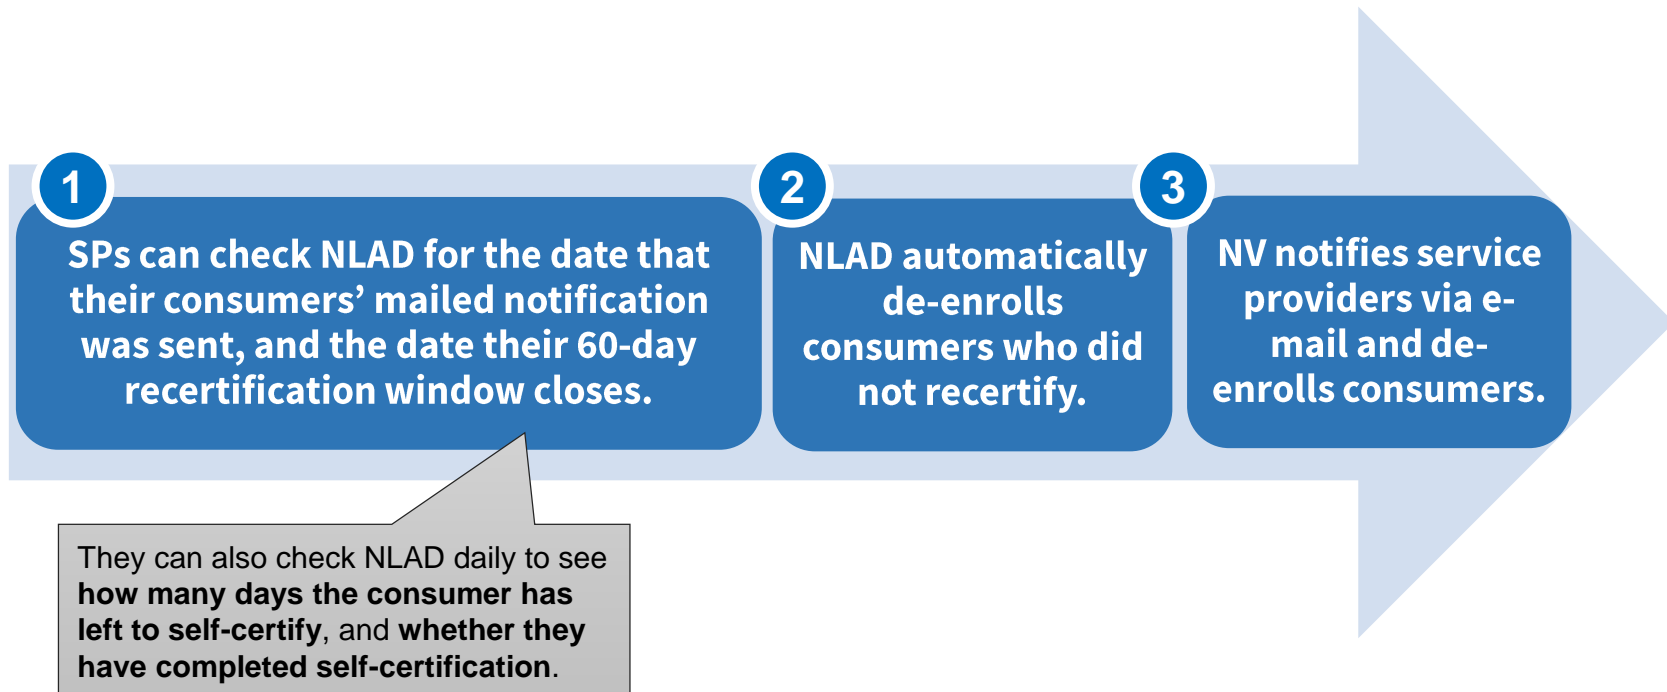 1
SPs can check NLAD for the date that
their consumers’ mailed notification
was sent, and the date their 60-day
recertification window closes.
2
NLAD automatically
de-enrolls
consumers who did
not recertify.
3
NV notifies service
providers via e-
mail and de-
enrolls consumers.
They can also check NLAD daily to see
how many days the consumer has
left to self-certify, and whether they
have completed self-certification.